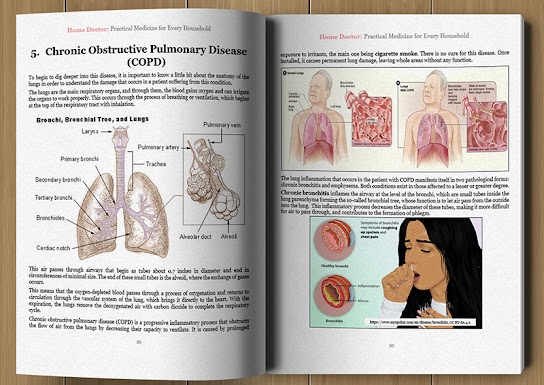 Home Doctor: Practical Medicine for Every Household
5. Chronic Obstructive Pulmonary Disease
(COPD)
To begin to dig deeper into this disease, it is important to know a little bit about the anatomy of the
lungs in order to understand the damage that occurs in a patient suffering from this condition.
The lungs are the main respiratory organs, and through them, the blood gains oxygen and can irrigate
the organs to work properly. This occurs through the process of breathing or ventilation, which begins
at the top of the respiratory tract with inhalation.
Bronchi, Bronchial Tree, and Lungs
Larynx
Primary bronchi
Secondary bronchi
Tertiary bronchi
Bronchioles
Cardiac notch
Trachea
Pulmonary vein
Pulmonary artery
Alveolar duct
Alveoli
This air passes through airways that begin as tubes about 0,7 inches in diameter and end in
circumferences of minimal size. The end of these small tubes is the alveoli, where the exchange of gases
occurs.
This means that the oxygen-depleted blood passes through a process of oxygenation and returns to
circulation through the vascular system of the lung, which brings it directly to the heart. With the
expiration, the lungs remove the deoxygenated air with carbon dioxide to complete the respiratory
cycle.
Chronic obstructive pulmonary disease (COPD) is a progressive inflammatory process that obstructs
the flow of air from the lungs by decreasing their capacity to ventilate. It is caused by prolonged
89
Home Doctor: Practical Medicine for Every Household
exposure to irritants, the main one being cigarette smoke. There is no cure for this disease. Once
installed, it causes permanent lung damage, leaving whole areas without any function.
Normal Lungs
Lungs
With COPD
The lung inflammation that occurs in the patient with COPD manifests itself in two pathological forms:
chronic bronchitis and emphysema. Both conditions exist in those affected to a lesser or greater degree.
Chronic bronchitis inflames the airway at the level of the bronchi, which are small tubes inside the
lung parenchyma forming the so-called bronchial tree, whose function is to let air pass from the outside
into the lung. This inflammatory process decreases the diameter of these tubes, making it more difficult
for air to pass through, and contributes to the formation of phlegm.
Symptoms of bronchitis
may include coughing
up sputum and
chest pain
Healthy bronchi
Inflammation
Mucus
Bronchitis
90